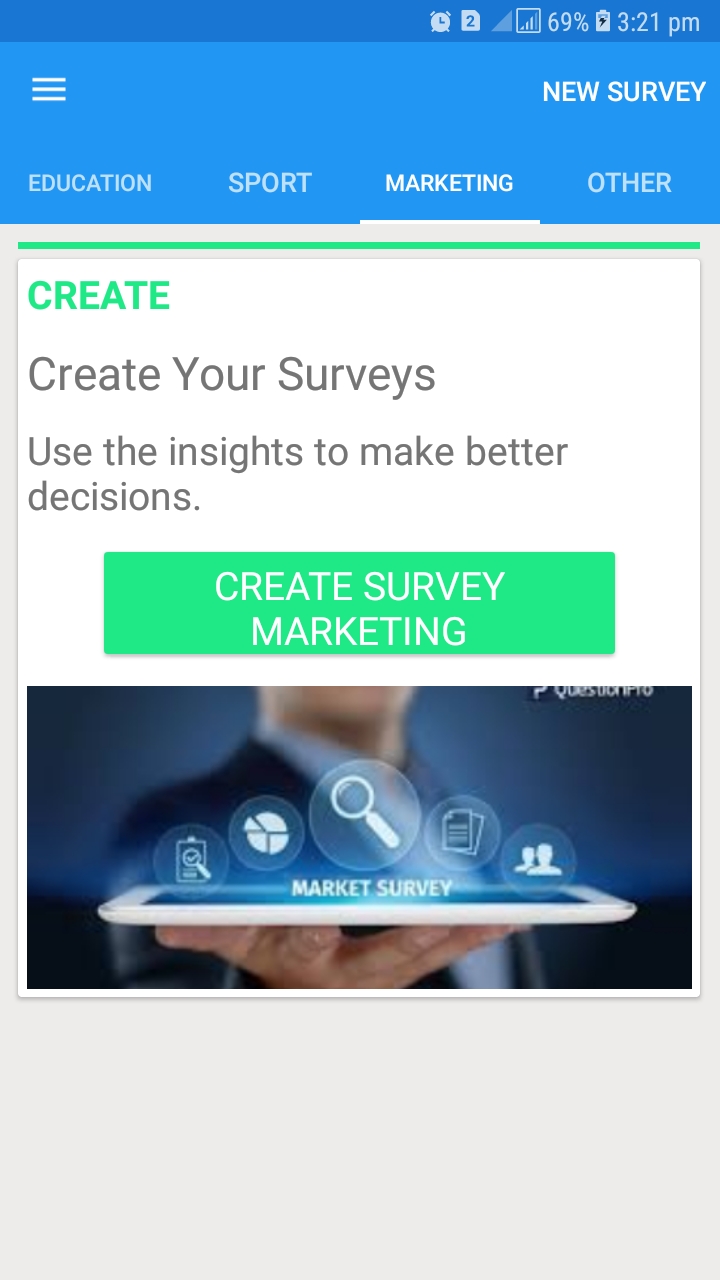 2 69% 3:21 pm
NEW SURVEY
EDUCATION SPORT MARKETING OTHER
CREATE
Create Your Surveys
Use the insights to make better
decisions.
CREATE SURVEY
MARKETING
QuestionPro
MARKET SURVEY